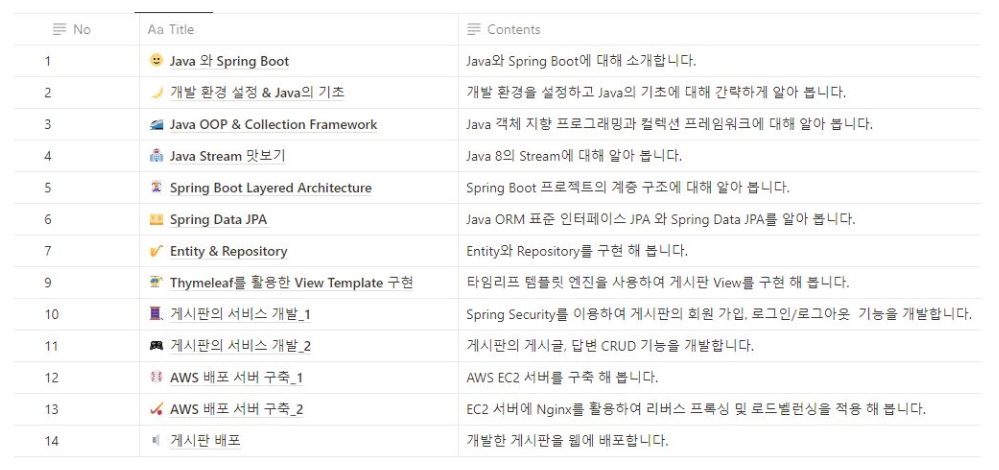 No Aa Title Contents
1 Java 와 Spring Boot Java와 Spring Boot에 대해 소개합니다.
2 개발 환경 설정 & Java의 기초 개발 환경을 설정하고 Java의 기초에 대해 간략하게 알아 봅니다.
3 Java OOP & Collection Framework Java 객체 지향 프로그래밍과 컬렉션 프레임워크에 대해 알아 봅니다.
4 Java Stream 맛보기 Java 8의 Stream에 대해 알아 봅니다.
5 Spring Boot Layered Architecture Spring Boot 프로젝트의 계층 구조에 대해 알아 봅니다.
6 Spring Data JPA Java ORM 표준 인터페이스 JPA 와 Spring Data JPA를 알아 봅니다.
7 Entity & Repository Entity와 Repository를 구현 해 봅니다.
9 Thymeleaf를 활용한 View Template 구현 타임리프 템플릿 엔진을 사용하여 게시판 View를 구현 해 봅니다.
10 게시판의 서비스 개발_1 Spring Security를 이용하여 게시판의 회원 가입, 로그인/로그아웃 기능을 개발합니다.
11 게시판의 서비스 개발_2 게시판의 게시글, 답변 CRUD 기능을 개발합니다.
12 AWS 배포 서버 구축_1 AWS EC2 서버를 구축 해 봅니다.
13 AWS 배포 서버 구축_2 EC2 서버에 Nginx를 활용하여 리버스 프록싱 및 로드벨런싱을 적용 해 봅니다.
14 게시판 배포 개발한 게시판을 웹에 배포합니다.